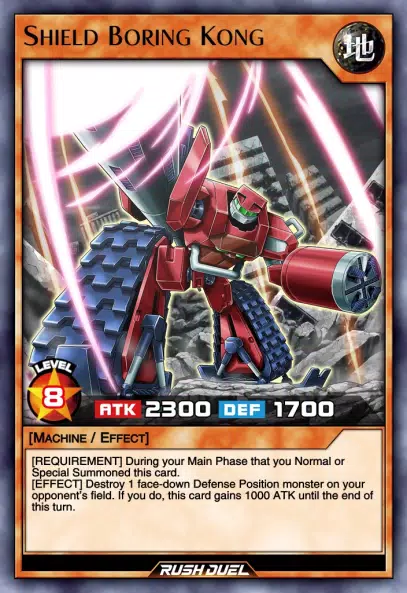 SHIELD BORING KONG
地
LEVEL
8
ATK 2300 DEF 1700
[MACHINE / EFFECT]
[REQUIREMENT] During your Main Phase that you Normal or
Special Summoned this card.
[EFFECT] Destroy 1 face-down Defense Position monster on your
opponent's field. If you do, this card gains 1000 ATK until the end
of this turn.
RUSH DUEL